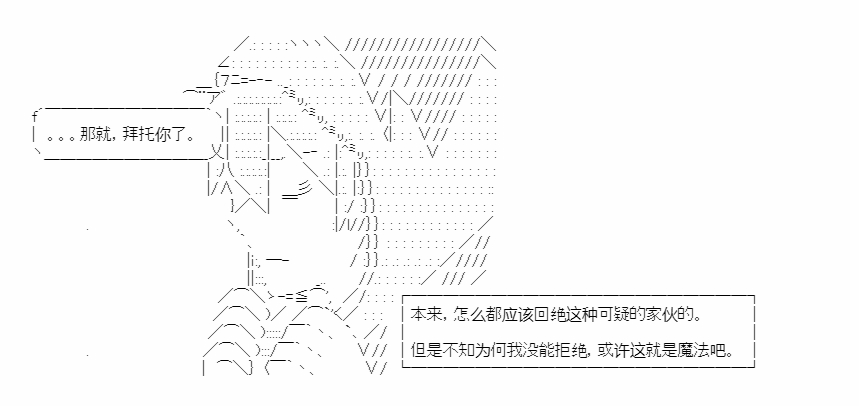 。。。那就，拜托你了。
本来，怎么都应该回绝这种可疑的家伙的。
但是不知为何我没能拒绝，或许这就是魔法吧。